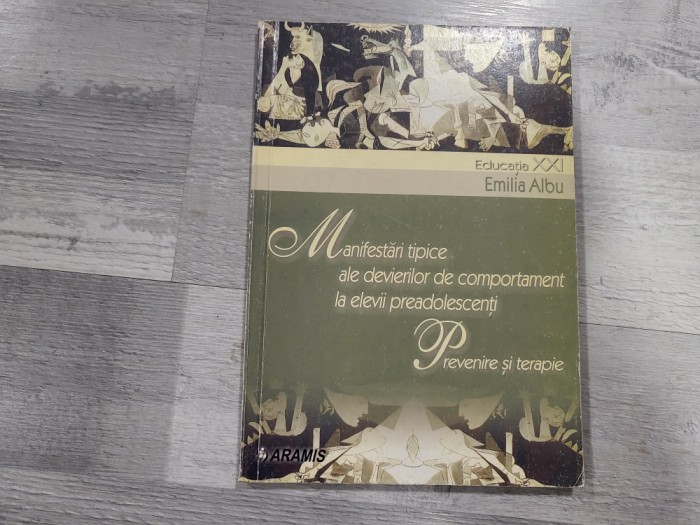 Educația XXI
Emilia Albu
Manifestări tipice
ale devierilor de comportament
la elevii preadolescenți
Prevenire și terapie
ARAMIS